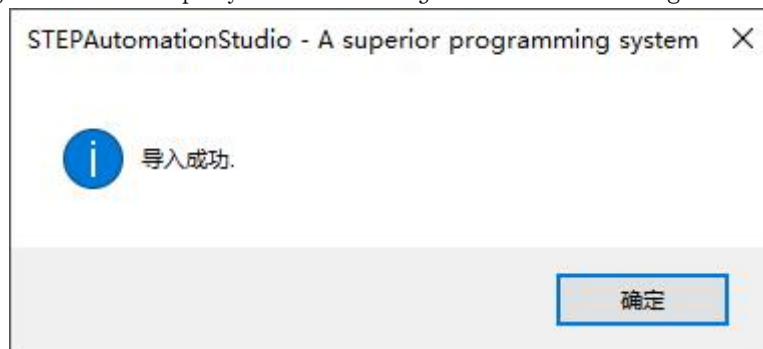 STEPAutomationStudio - A superior programming system
导入成功.
确定